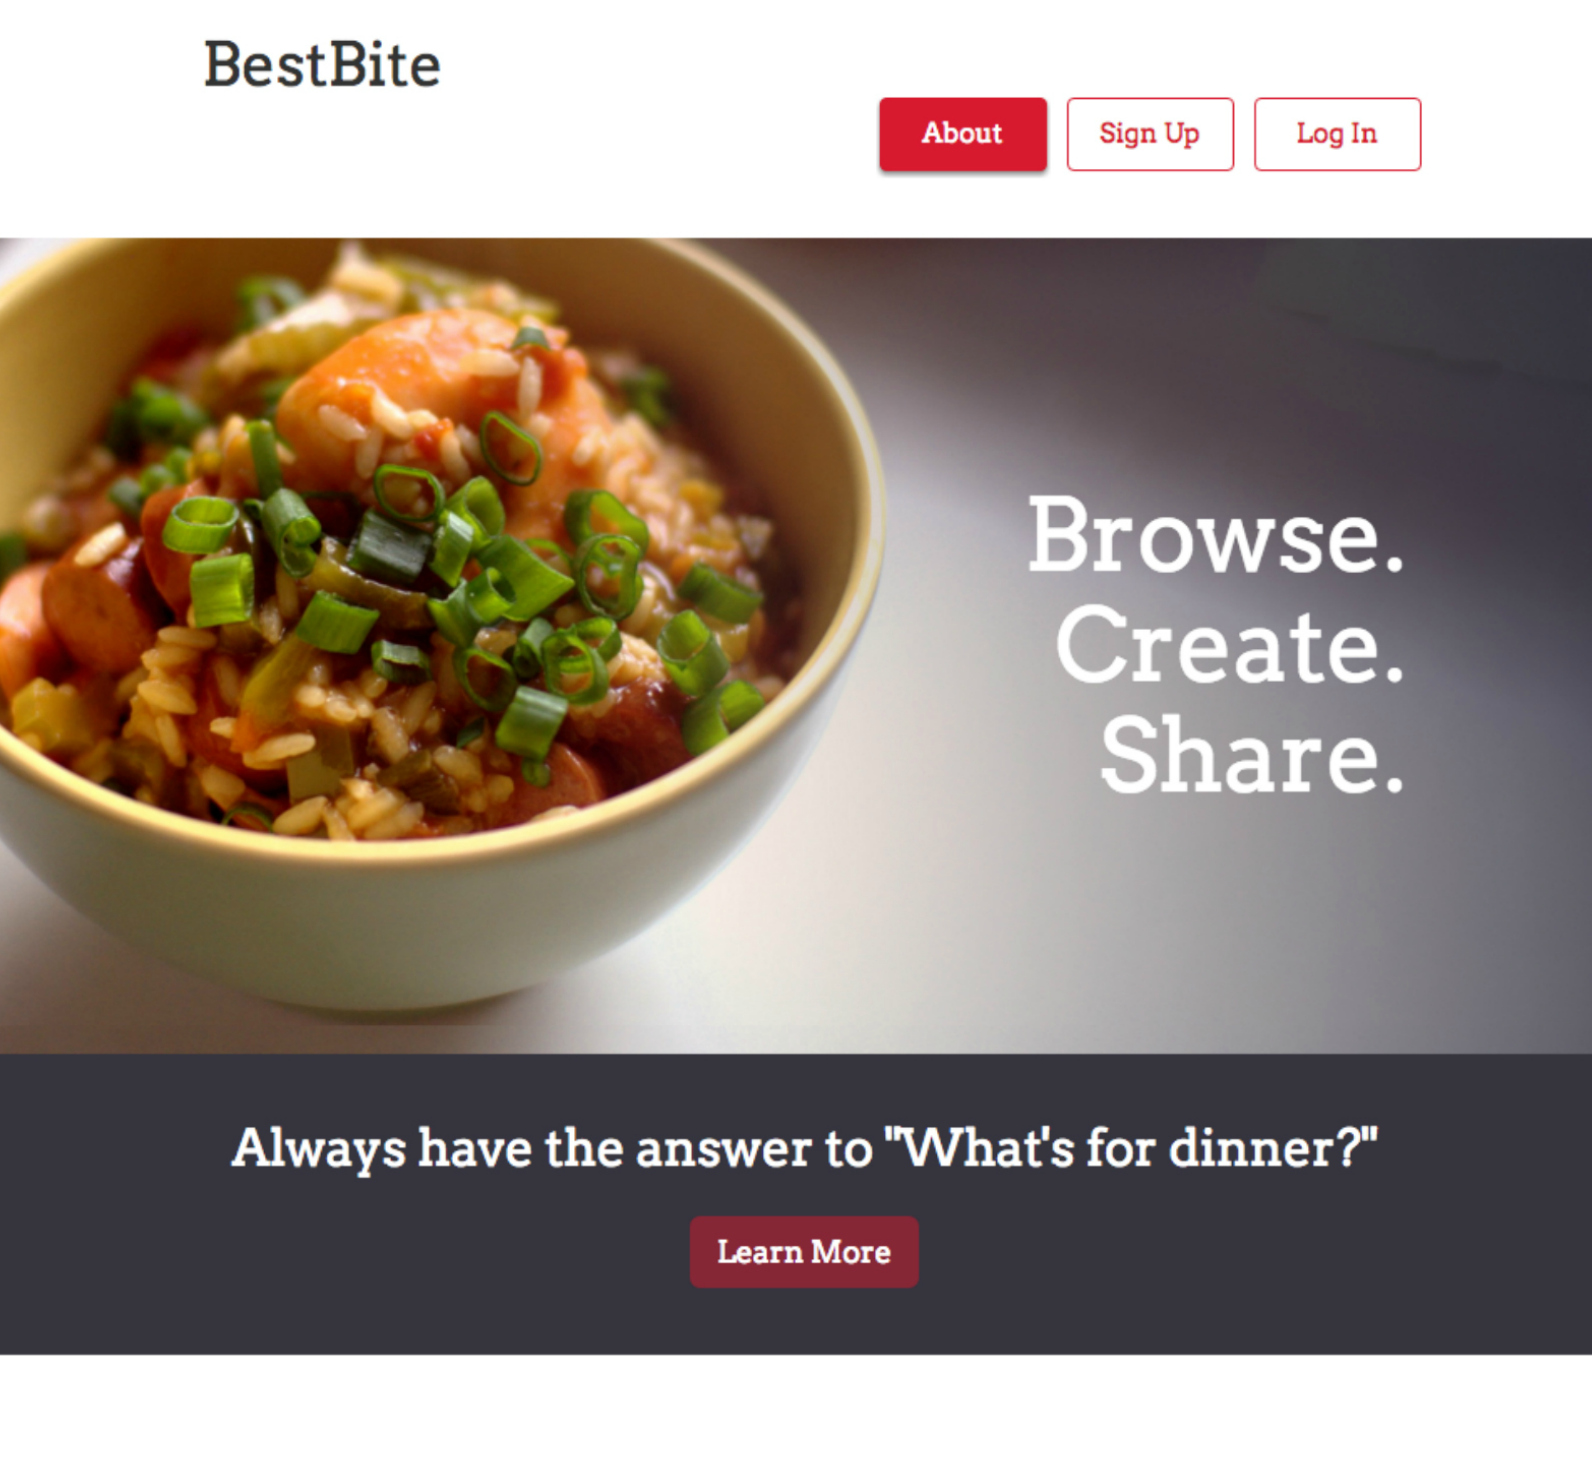 BestBite
About Sign Up Log In
Browse.
Create.
Share.
Always have the answer to "What's for dinner?"
Learn More